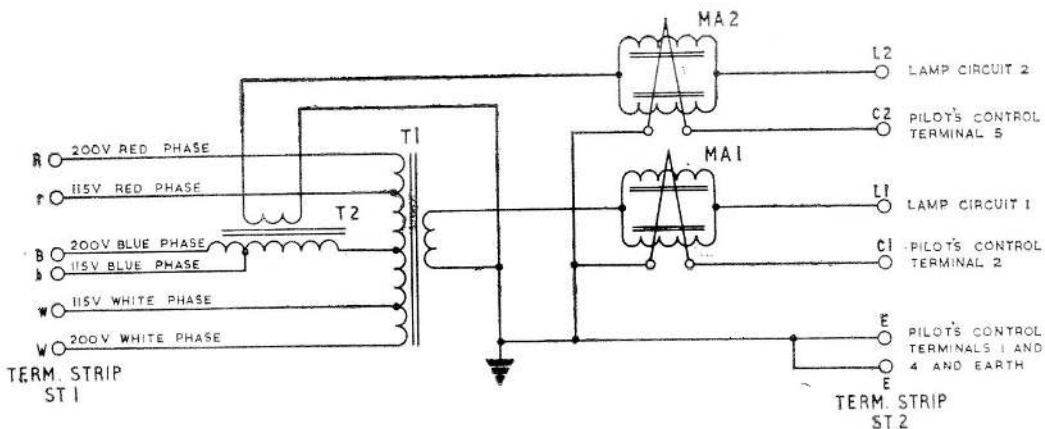 MA2
L2
LAMP CIRCUIT 2
C2
PILOT'S CONTROL
TERMINAL 5
T1
MA1
R
200V RED PHASE
r
115V RED PHASE
L1
LAMP CIRCUIT 1
T2
B
200V BLUE PHASE
b
115V BLUE PHASE
C1
PILOT'S CONTROL
TERMINAL 2
w
115V WHITE PHASE
W
200V WHITE PHASE
E
PILOT'S CONTROL
TERMINALS 1 AND
4 AND EARTH
E
TERM. STRIP
ST 1
TERM. STRIP
ST 2